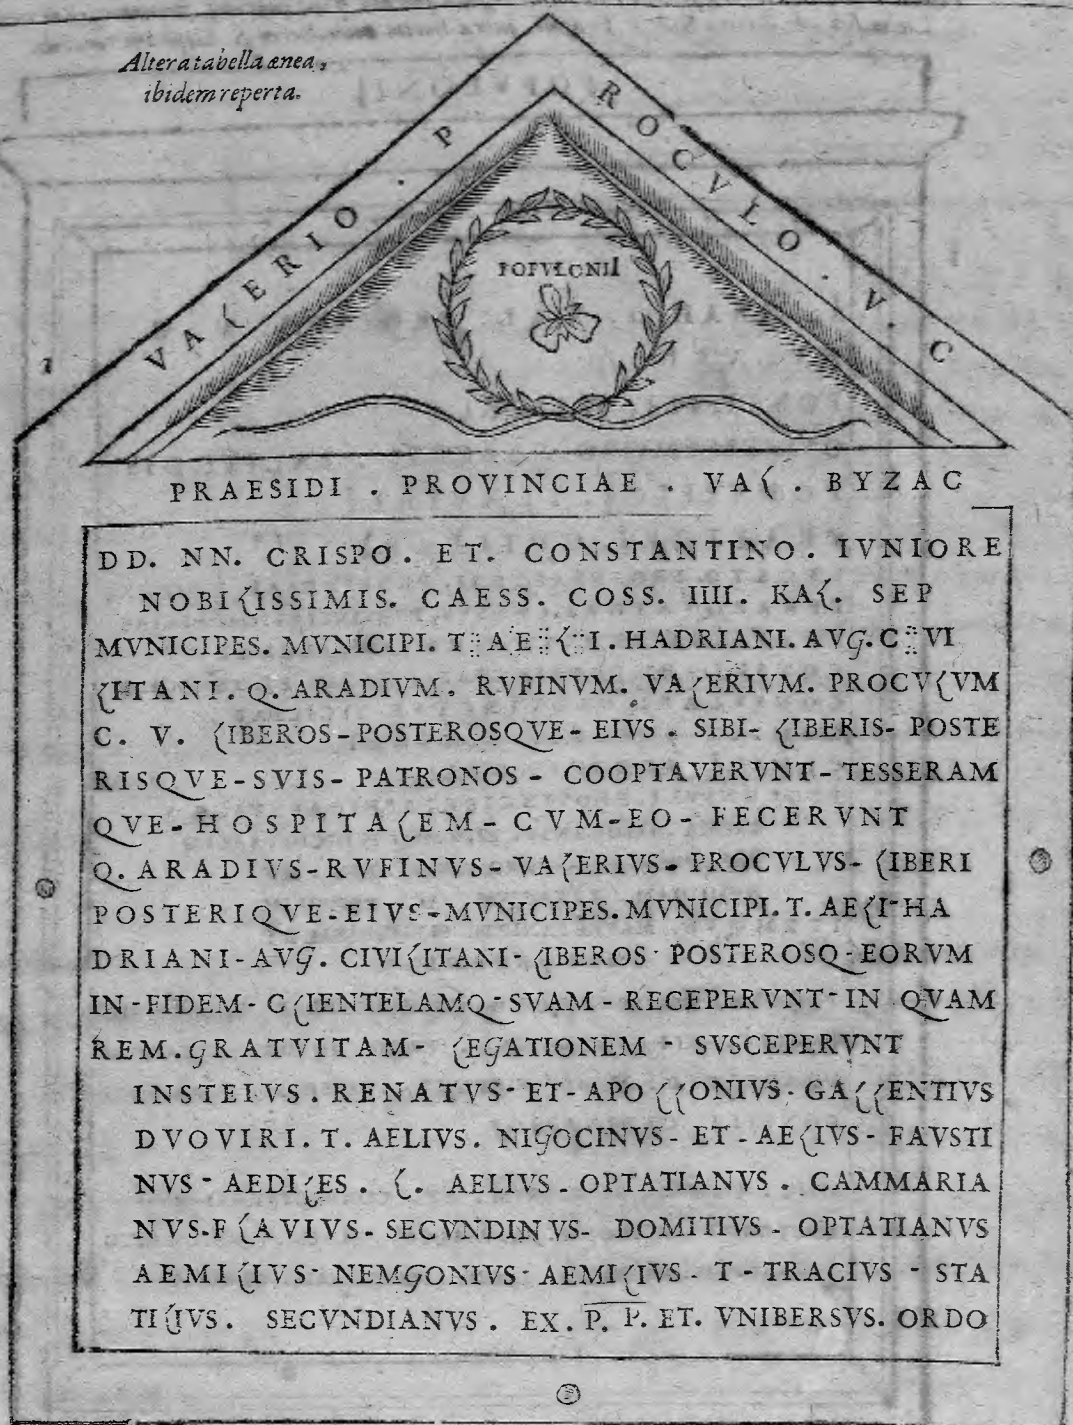 Altera tabella ænea,
ibidem reperta.
VALERIO . PROCVLO . V. C
POPVLONII
PRAESIDI . PROVINCIAE . VAL . BYZAC
DD. NN. CRISPO. ET. CONSTANTINO. IVNIORE
NOBILISSIMIS. CAESS. COSS. IIII. KAL. SEP
MVNICIPES. MVNICIPI. T A E L I. HADRIANI. AVG. C VI
LITANI. Q. ARADIVM. RVFINVM. VALERIVM. PROCVLVM
C. V. LIBEROS-POSTEROSQVE-EIVS. SIBI-LIBERIS-POSTE
RISQVE-SVIS-PATRONOS-COOPTAVERVNT-TESSERAM
QVE-HOSPITALEM-CVM-EO-FECERVNT
Q. ARADIVS-RVFINVS-VALERIVS-PROCVLVS-LIBERI
POSTERIQVE-EIVS-MVNICIPES. MVNICIPI. T. AELI-HA
DRIANI-AVG. CIVILITANI-LIBEROS-POSTEROSQ-EORVM
IN-FIDEM-CLIENTELAMQ-SVAM-RECEPERVNT-IN QVAM
REM. GRATVITAM-LEGATIONEM-SVSCEPERVNT
INSTEIVS. RENATVS-ET-APOLLONIVS-GALLENTIVS
DVOVIRI. T. AELIVS. NIGOCINVS-ET-AELIVS-FAVSTI
NVS-AEDILES. L. AELIVS. OPTATIANVS. CAMMARIA
NVS-FLAVIVS-SECVNDINVS-DOMITIVS-OPTATIANVS
AEMILIVS-NEMGONIVS-AEMILIVS-T-TRACIVS-STA
TILIVS. SECVNDIANVS. EX. P. P. ET. VNIBERSVS. ORDO